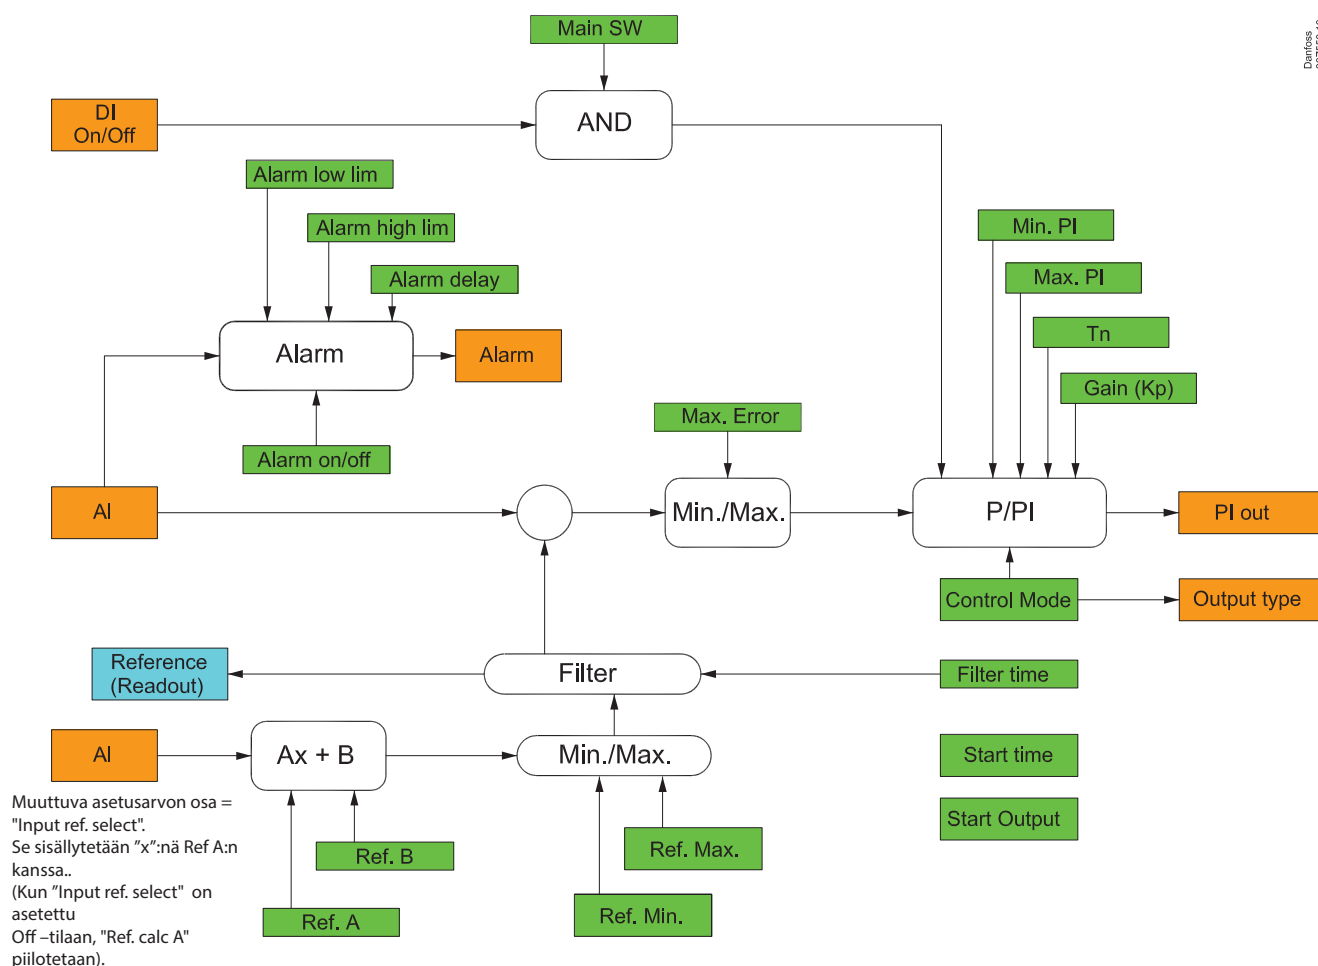 Main SW
Danfoss
DI
On/Off
AND
Alarm low lim
Alarm high lim
Alarm delay
Min. PI
Max. PI
Tn
Gain (Kp)
Alarm
Alarm
Max. Error
Alarm on/off
AI
Min./Max.
P/PI
PI out
Control Mode
Output type
Reference
(Readout)
Filter
Filter time
AI
Ax + B
Min./Max.
Start time
Muuttuva asetusarvon osa =
"Input ref. select".
Se sisällytetään ”x”:nä Ref A:n
kanssa..
(Kun ”Input ref. select" on
asetettu
Off –tilaan, "Ref. calc A"
piilotetaan).
Ref. B
Ref. Max.
Start Output
Ref. A
Ref. Min.